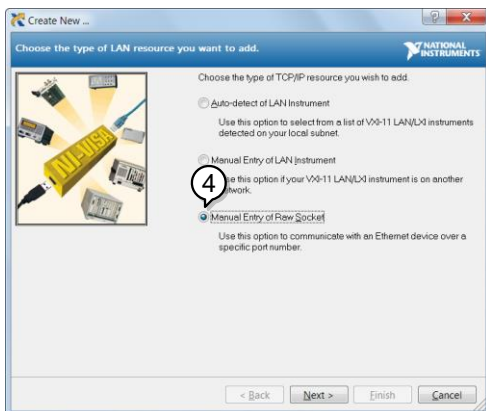 Create New ...
Choose the type of LAN resource you want to add.
NATIONAL
INSTRUMENTS
Choose the type of TCP/IP resource you wish to add.
Auto-detect of LAN Instrument
Use this option to select from a list of VXI-11 LAN/LXI instruments
detected on your local subnet.
Manual Entry of LAN Instrument
this option if your VXI-11 LAN/LXI instrument is on another
4
Manual Entry of Raw Socket
Use this option to communicate with an Ethernet device over a
specific port number.
NI-VISA
< Back
Next >
Finish
Cancel